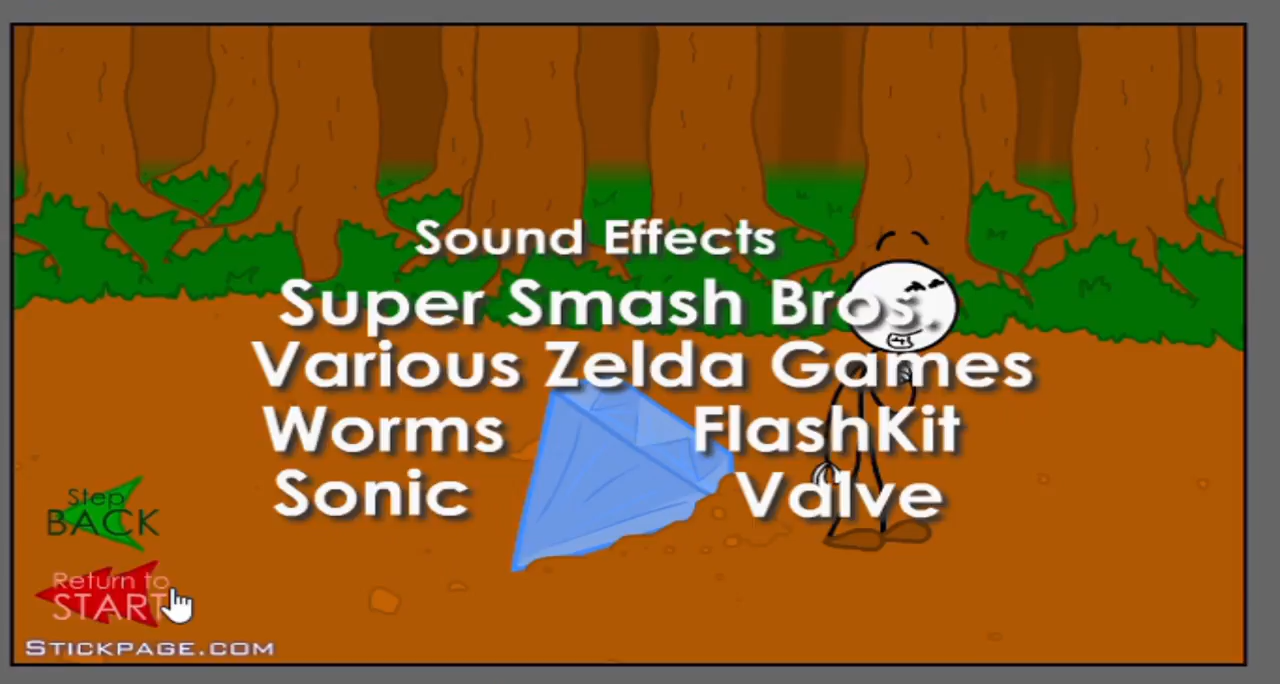 Sound Effects
Super Smash Bros.
Various Zelda Games
Worms FlashKit
Sonic Valve
Step
BACK
Return to
START
STICKPAGE.COM